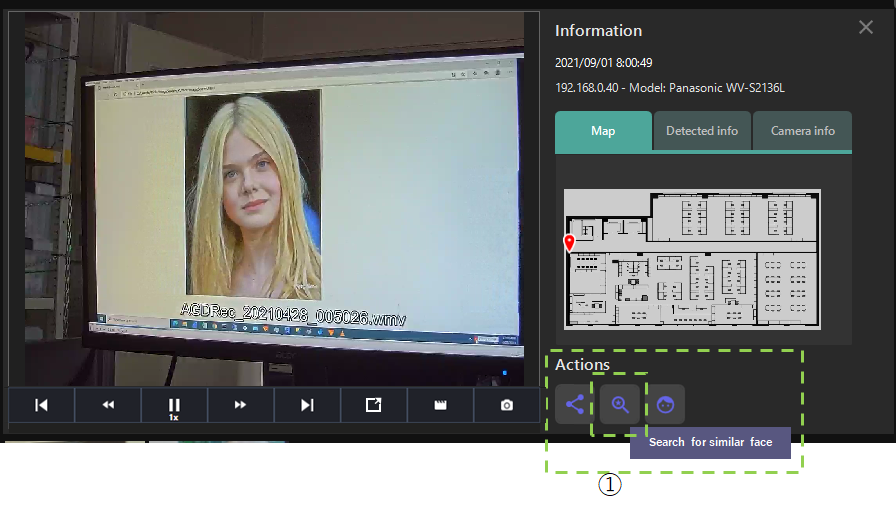 Information
2021/09/01 8:00:49
192.168.0.40 - Model: Panasonic WV-S2136L
Map
Detected info
Camera info
AGDRec_20210428_005026.wmv
1x
Actions
Search for similar face
①